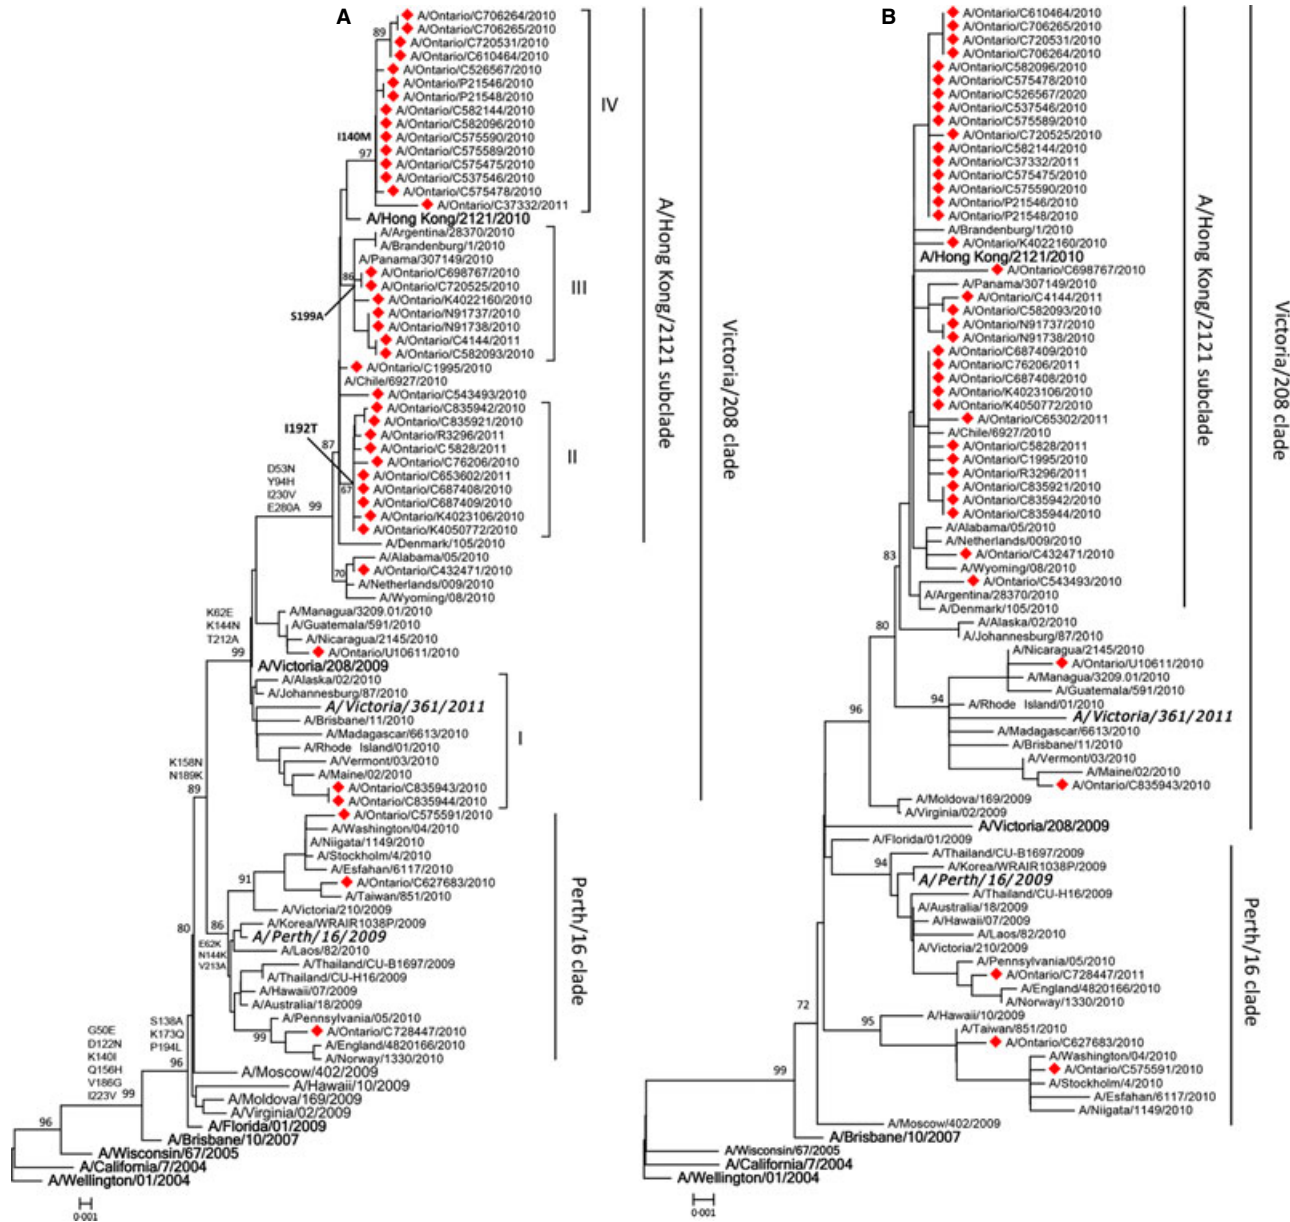 A
A/Ontario/C706264/2010
A/Ontario/C706265/2010
89
A/Ontario/C720531/2010
A/Ontario/C610464/2010
A/Ontario/C526567/2010
A/Ontario/P21546/2010
A/Ontario/P21548/2010
IV
A/Ontario/C582144/2010
A/Ontario/C582096/2010
I140M
A/Ontario/C575590/2010
A/Ontario/C575589/2010
97
A/Ontario/C575475/2010
A/Ontario/C537546/2010
A/Ontario/C575478/2010
A/Ontario/C37332/2011
A/Hong Kong/2121/2010
A/Argentina/28370/2010
A/Brandenburg/1/2010
A/Panama/307149/2010
86
A/Ontario/C698767/2010
A/Ontario/C720525/2010
III
A/Ontario/K4022160/2010
S199A
A/Ontario/N91737/2010
A/Ontario/N91738/2010
A/Ontario/C4144/2011
A/Ontario/C582093/2010
A/Ontario/C1995/2010
A/Chile/6927/2010
A/Ontario/C543493/2010
A/Ontario/C835942/2010
A/Ontario/C835921/2010
I192T
A/Ontario/R3296/2011
87
A/Ontario/C 5828/2011
II
A/Ontario/C76206/2010
D53N
Y94H
I230V
E280A
99
A/Ontario/C653602/2011
67
A/Ontario/C687408/2010
A/Ontario/C687409/2010
A/Ontario/K4023106/2010
A/Ontario/K4050772/2010
A/Denmark/105/2010
A/Alabama/05/2010
70
A/Ontario/C432471/2010
A/Netherlands/009/2010
A/Wyoming/08/2010
A/Hong Kong/2121 subclade
Victoria/208 clade
K62E
K144N
T212A
99
A/Managua/3209.01/2010
A/Guatemala/591/2010
A/Nicaragua/2145/2010
A/Ontario/U10611/2010
A/Victoria/208/2009
A/Alaska/02/2010
A/Johannesburg/87/2010
A/Victoria/361/2011
A/Brisbane/11/2010
A/Madagascar/6613/2010
I
A/Rhode Island/01/2010
A/Vermont/03/2010
A/Maine/02/2010
K158N
N189K
89
A/Ontario/C835943/2010
A/Ontario/C835944/2010
A/Ontario/C575591/2010
A/Washington/04/2010
A/Niigata/1149/2010
A/Stockholm/4/2010
A/Esfahan/6117/2010
91
A/Ontario/C627683/2010
A/Taiwan/851/2010
A/Victoria/210/2009
80
86
A/Korea/WRAIR1038P/2009
E62K
N144K
V213A
A/Perth/16/2009
A/Laos/82/2010
A/Thailand/CU-B1697/2009
A/Thailand/CU-H16/2009
A/Hawaii/07/2009
A/Australia/18/2009
A/Pennsylvania/05/2010
99
A/Ontario/C728447/2010
A/England/4820166/2010
A/Norway/1330/2010
Perth/16 clade
S138A
K173Q
P194L
96
G50E
D122N
K140I
Q156H
V186G
I223V
99
A/Moscow/402/2009
A/Hawaii/10/2009
A/Moldova/169/2009
A/Virginia/02/2009
A/Florida/01/2009
96
A/Brisbane/10/2007
A/Wisconsin/67/2005
A/California/7/2004
A/Wellington/01/2004
0·001
B
A/Ontario/C610464/2010
A/Ontario/C706265/2010
A/Ontario/C720531/2010
A/Ontario/C706264/2010
A/Ontario/C582096/2010
A/Ontario/C575478/2010
A/Ontario/C526567/2020
A/Ontario/C537546/2010
A/Ontario/C575589/2010
A/Ontario/C720525/2010
A/Ontario/C582144/2010
A/Ontario/C37332/2011
A/Ontario/C575475/2010
A/Ontario/C575590/2010
A/Ontario/P21546/2010
A/Ontario/P21548/2010
Brandenburg/1/2010
A/Ontario/K4022160/2010
A/Hong Kong/2121/2010
A/Ontario/C698767/2010
A/Panama/307149/2010
A/Ontario/C4144/2011
A/Ontario/C582093/2010
A/Ontario/N91737/2010
A/Ontario/N91738/2010
A/Ontario/C687409/2010
A/Ontario/C76206/2011
A/Ontario/C687408/2010
A/Ontario/K4023106/2010
A/Ontario/K4050772/2010
A/Ontario/C65302/2011
A/Chile/6927/2010
A/Ontario/C5828/2011
A/Ontario/C1995/2010
A/Ontario/R3296/2011
A/Ontario/C835921/2010
A/Ontario/C835942/2010
A/Ontario/C835944/2010
A/Alabama/05/2010
A/Netherlands/009/2010
83
A/Ontario/C432471/2010
A/Wyoming/08/2010
A/Ontario/C543493/2010
A/Argentina/28370/2010
A/Denmark/105/2010
A/Hong Kong/2121 subclade
Victoria/208 clade
A/Alaska/02/2010
80
A/Johannesburg/87/2010
A/Nicaragua/2145/2010
A/Ontario/U10611/2010
A/Managua/3209.01/2010
A/Guatemala/591/2010
94
A/Rhode Island/01/2010
96
A/Victoria/361/2011
A/Madagascar/6613/2010
A/Brisbane/11/2010
A/Vermont/03/2010
A/Maine/02/2010
A/Ontario/C835943/2010
A/Moldova/169/2009
A/Virginia/02/2009
A/Victoria/208/2009
A/Florida/01/2009
A/Thailand/CU-B1697/2009
94
A/Korea/WRAIR1038P/2009
A/Perth/16/2009
A/Thailand/CU-H16/2009
A/Australia/18/2009
A/Hawaii/07/2009
A/Laos/82/2010
A/Victoria/210/2009
A/Pennsylvania/05/2010
A/Ontario/C728447/2011
A/England/4820166/2010
A/Norway/1330/2010
72
A/Hawaii/10/2009
95
A/Taiwan/851/2010
A/Ontario/C627683/2010
A/Washington/04/2010
A/Ontario/C575591/2010
A/Stockholm/4/2010
A/Esfahan/6117/2010
A/Niigata/1149/2010
Perth/16 clade
99
A/Moscow/402/2009
A/Brisbane/10/2007
A/Wisconsin/67/2005
A/California/7/2004
A/Wellington/01/2004
0·001